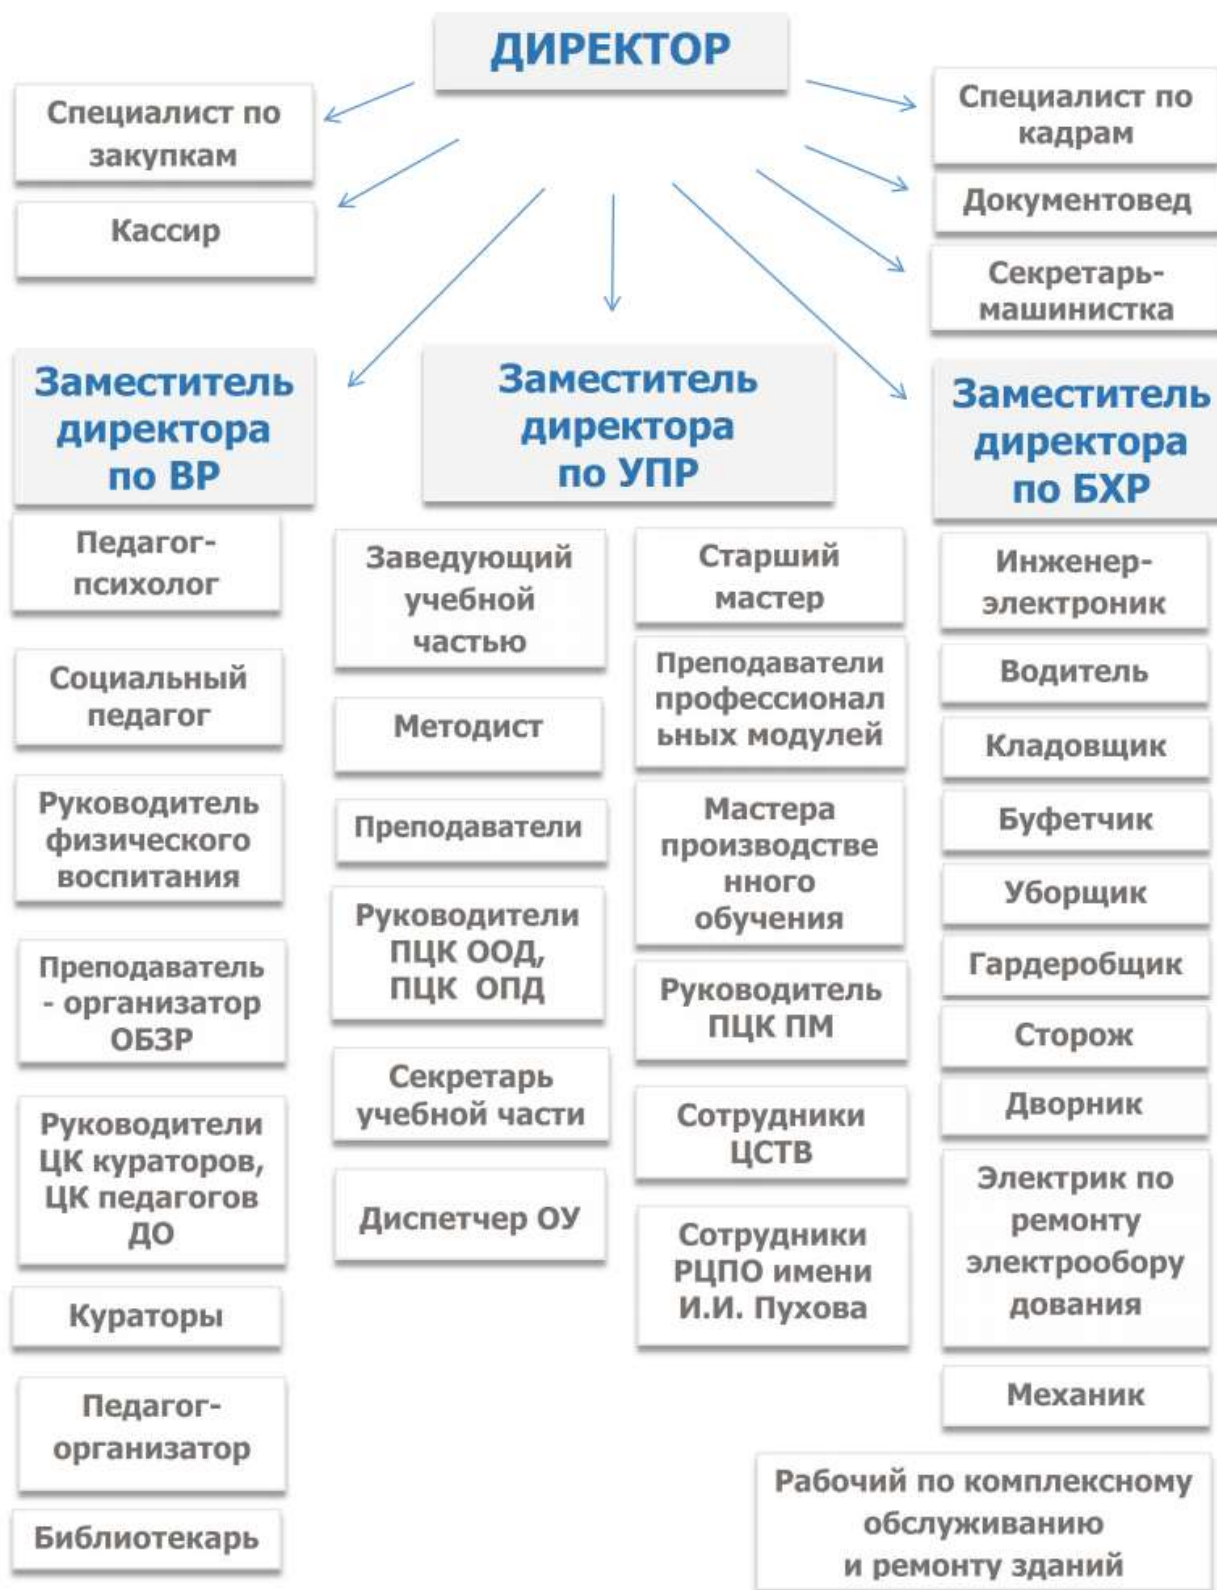 ДИРЕКТОР
Специалист по
закупкам
Кассир
Специалист по
кадрам
Документовед
Секретарь-
машинистка
Заместитель
директора
по ВР
Педагог-
психолог
Социальный
педагог
Руководитель
физического
воспитания
Преподаватель
- организатор
ОБЗР
Руководители
ЦК кураторов,
ЦК педагогов
ДО
Кураторы
Педагог-
организатор
Библиотекарь
Заместитель
директора
по УПР
Заведующий
учебной
частью
Методист
Преподаватели
Руководители
ПЦК ООД,
ПЦК ОПД
Секретарь
учебной части
Диспетчер ОУ
Старший
мастер
Преподаватели
профессионал
ьных модулей
Мастера
производстве
нного
обучения
Руководитель
ПЦК ПМ
Сотрудники
ЦСТВ
Сотрудники
РЦПО имени
И.И. Пухова
Заместитель
директора
по БХР
Инженер-
электроник
Водитель
Кладовщик
Буфетчик
Уборщик
Гардеробщик
Сторож
Дворник
Электрик по
ремонту
электрообору
дования
Механик
Рабочий по комплексному
обслуживанию
и ремонту зданий